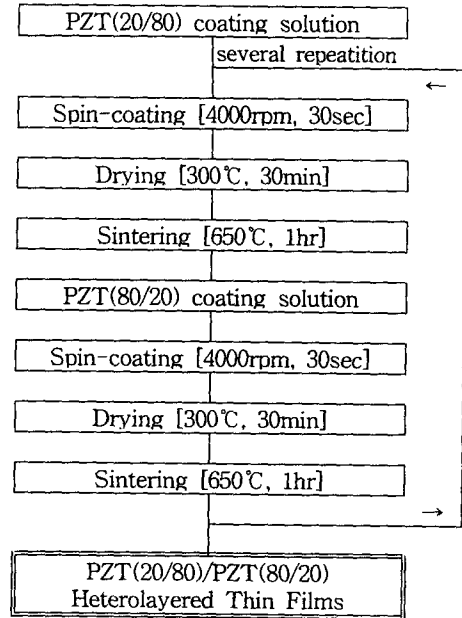 PZT(20/80) coating solution
several repeatition
←
Spin-coating [4000rpm, 30sec]
Drying [300℃, 30min]
Sintering [650℃, 1hr]
PZT(80/20) coating solution
Spin-coating [4000rpm, 30sec]
Drying [300℃, 30min]
Sintering [650℃, 1hr]
→
PZT(20/80)/PZT(80/20)
Heterolayered Thin Films